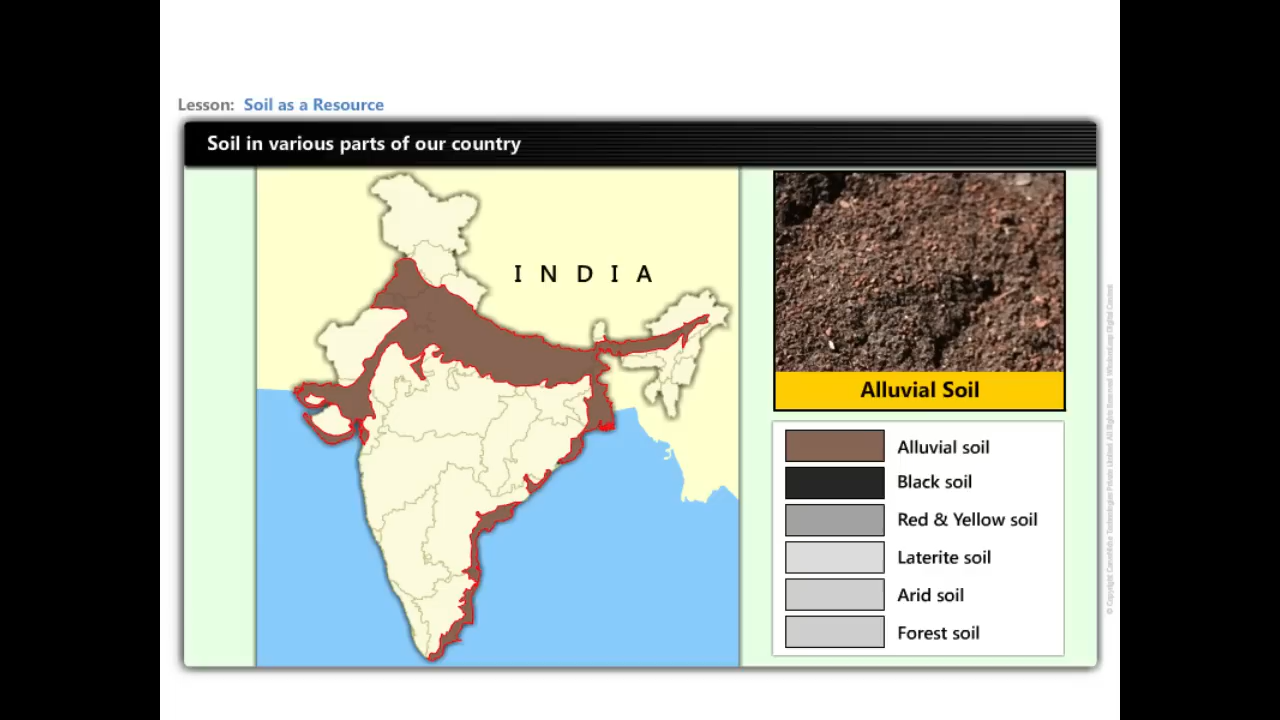 Lesson: Soil as a Resource
Soil in various parts of our country
I N D I A
Alluvial Soil
Alluvial soil
Black soil
Red & Yellow soil
Laterite soil
Arid soil
Forest soil